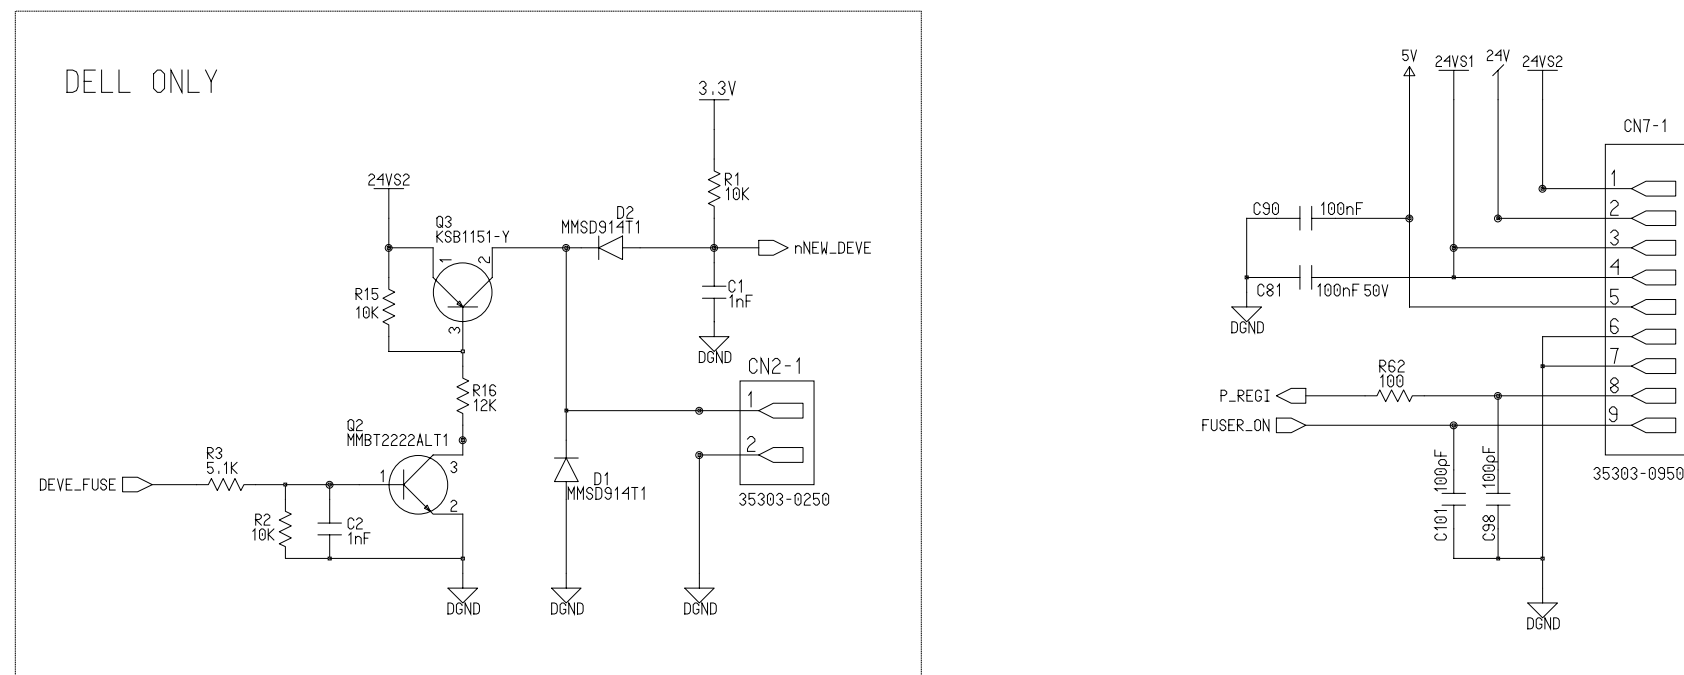 DELL ONLY
3.3V
R1
10K
24VS2
Q3
KSB1151-Y
1
2
3
D2
MMSD914T1
nNEW_DEVE
C1
1nF
DGND
R15
10K
R16
12K
CN2-1
1
2
35303-0250
Q2
MMBT2222ALT1
1
3
2
R3
5.1K
DEVE_FUSE
R2
10K
C2
1nF
D1
MMSD914T1
DGND
DGND
DGND
5V
24VS1
24V
24VS2
CN7-1
1
2
3
4
5
6
7
8
9
35303-0950
C90
100nF
C81
100nF 50V
DGND
R62
100
P_REGI
FUSER_ON
C101
100pF
C98
100pF
DGND